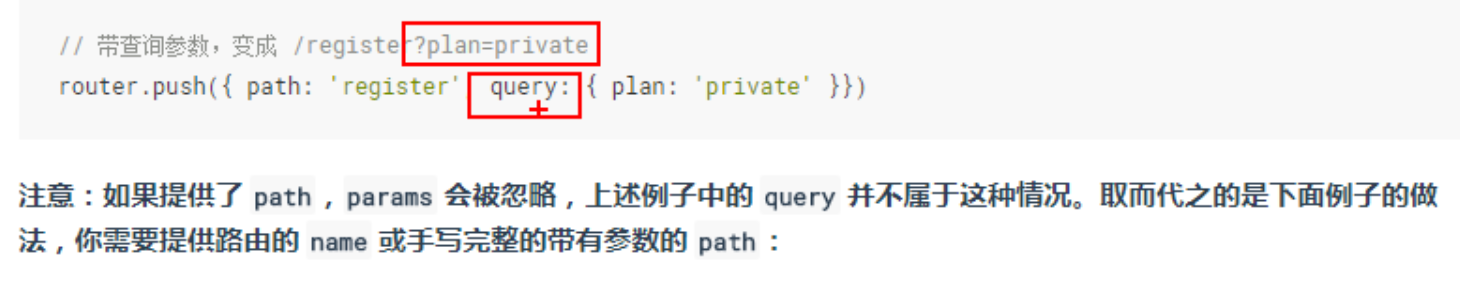 // 带查询参数，变成 /register?plan=private
router.push({ path: 'register' query: { plan: 'private' }})
注意：如果提供了 path，params 会被忽略，上述例子中的 query 并不属于这种情况。取而代之的是下面例子的做
法，你需要提供路由的 name 或手写完整的带有参数的 path：